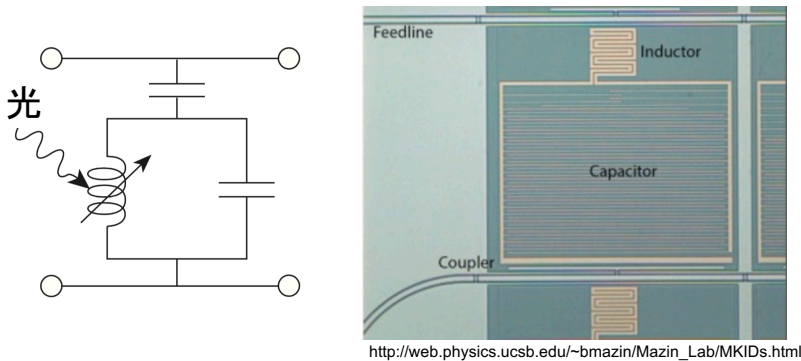 光
Feedline
Inductor
Capacitor
Coupler
http://web.physics.ucsb.edu/~bmazin/Mazin_Lab/MKIDs.html